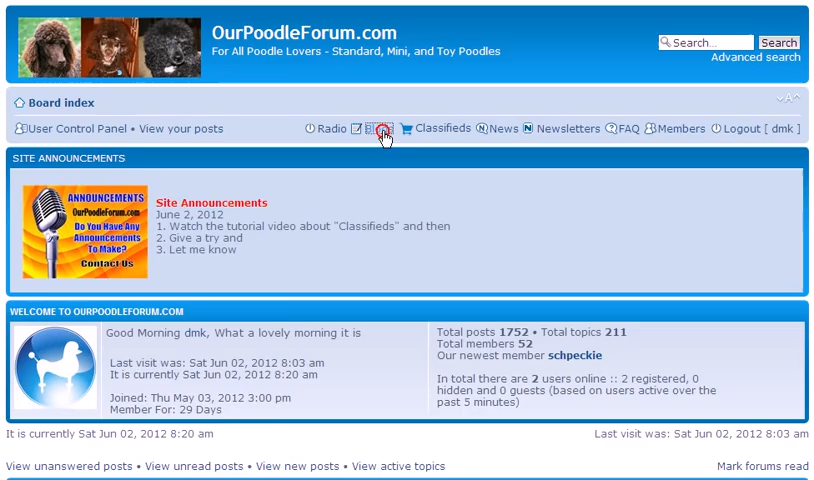 OurPoodleForum.com
For All Poodle Lovers - Standard, Mini, and Toy Poodles
Search... Search
Advanced search
Board index
User Control Panel • View your posts
Radio Classifieds News Newsletters FAQ Members Logout [ dmk ]
SITE ANNOUNCEMENTS
ANNOUNCEMENTS
OurPoodleForum.com
Do You Have Any
Announcements
To Make?
Contact Us
Site Announcements
June 2, 2012
1. Watch the tutorial video about "Classifieds" and then
2. Give a try and
3. Let me know
WELCOME TO OURPOODLEFORUM.COM
Good Morning dmk, What a lovely morning it is
Last visit was: Sat Jun 02, 2012 8:03 am
It is currently Sat Jun 02, 2012 8:20 am
Joined: Thu May 03, 2012 3:00 pm
Member For: 29 Days
Total posts 1752 • Total topics 211
Total members 52
Our newest member schpeckie
In total there are 2 users online :: 2 registered, 0
hidden and 0 guests (based on users active over the
past 5 minutes)
It is currently Sat Jun 02, 2012 8:20 am
Last visit was: Sat Jun 02, 2012 8:03 am
View unanswered posts • View unread posts • View new posts • View active topics
Mark forums read